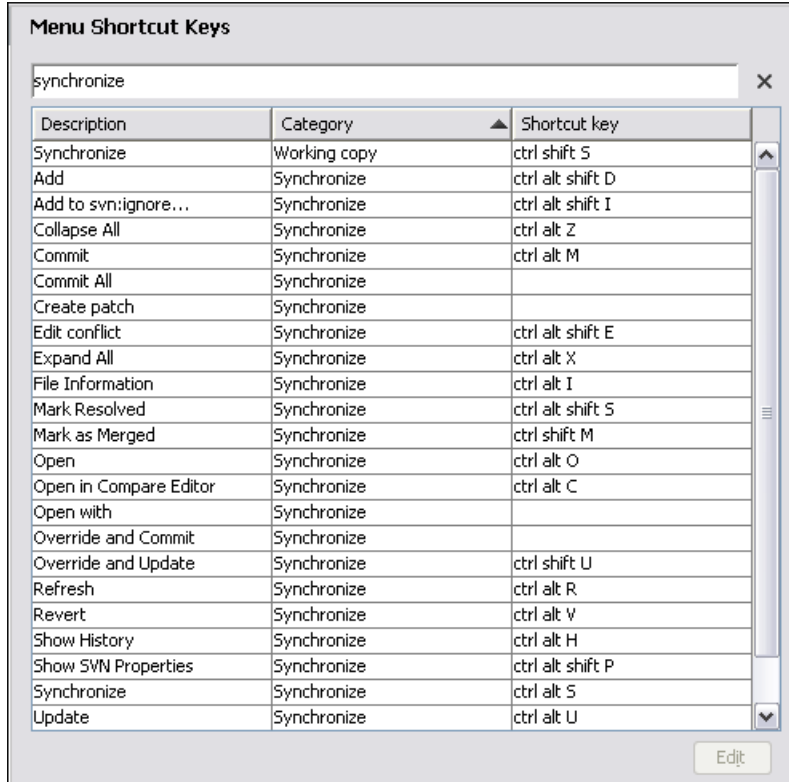 Menu Shortcut Keys
synchronize
Description Category Shortcut key
Synchronize Working copy ctrl shift S
Add Synchronize ctrl alt shift D
Add to svn:ignore... Synchronize ctrl alt shift I
Collapse All Synchronize ctrl alt Z
Commit Synchronize ctrl alt M
Commit All Synchronize
Create patch Synchronize
Edit conflict Synchronize ctrl alt shift E
Expand All Synchronize ctrl alt X
File Information Synchronize ctrl alt I
Mark Resolved Synchronize ctrl alt shift S
Mark as Merged Synchronize ctrl shift M
Open Synchronize ctrl alt O
Open in Compare Editor Synchronize ctrl alt C
Open with Synchronize
Override and Commit Synchronize
Override and Update Synchronize ctrl shift U
Refresh Synchronize ctrl alt R
Revert Synchronize ctrl alt V
Show History Synchronize ctrl alt H
Show SVN Properties Synchronize ctrl alt shift P
Synchronize Synchronize ctrl alt S
Update Synchronize ctrl alt U
Edit